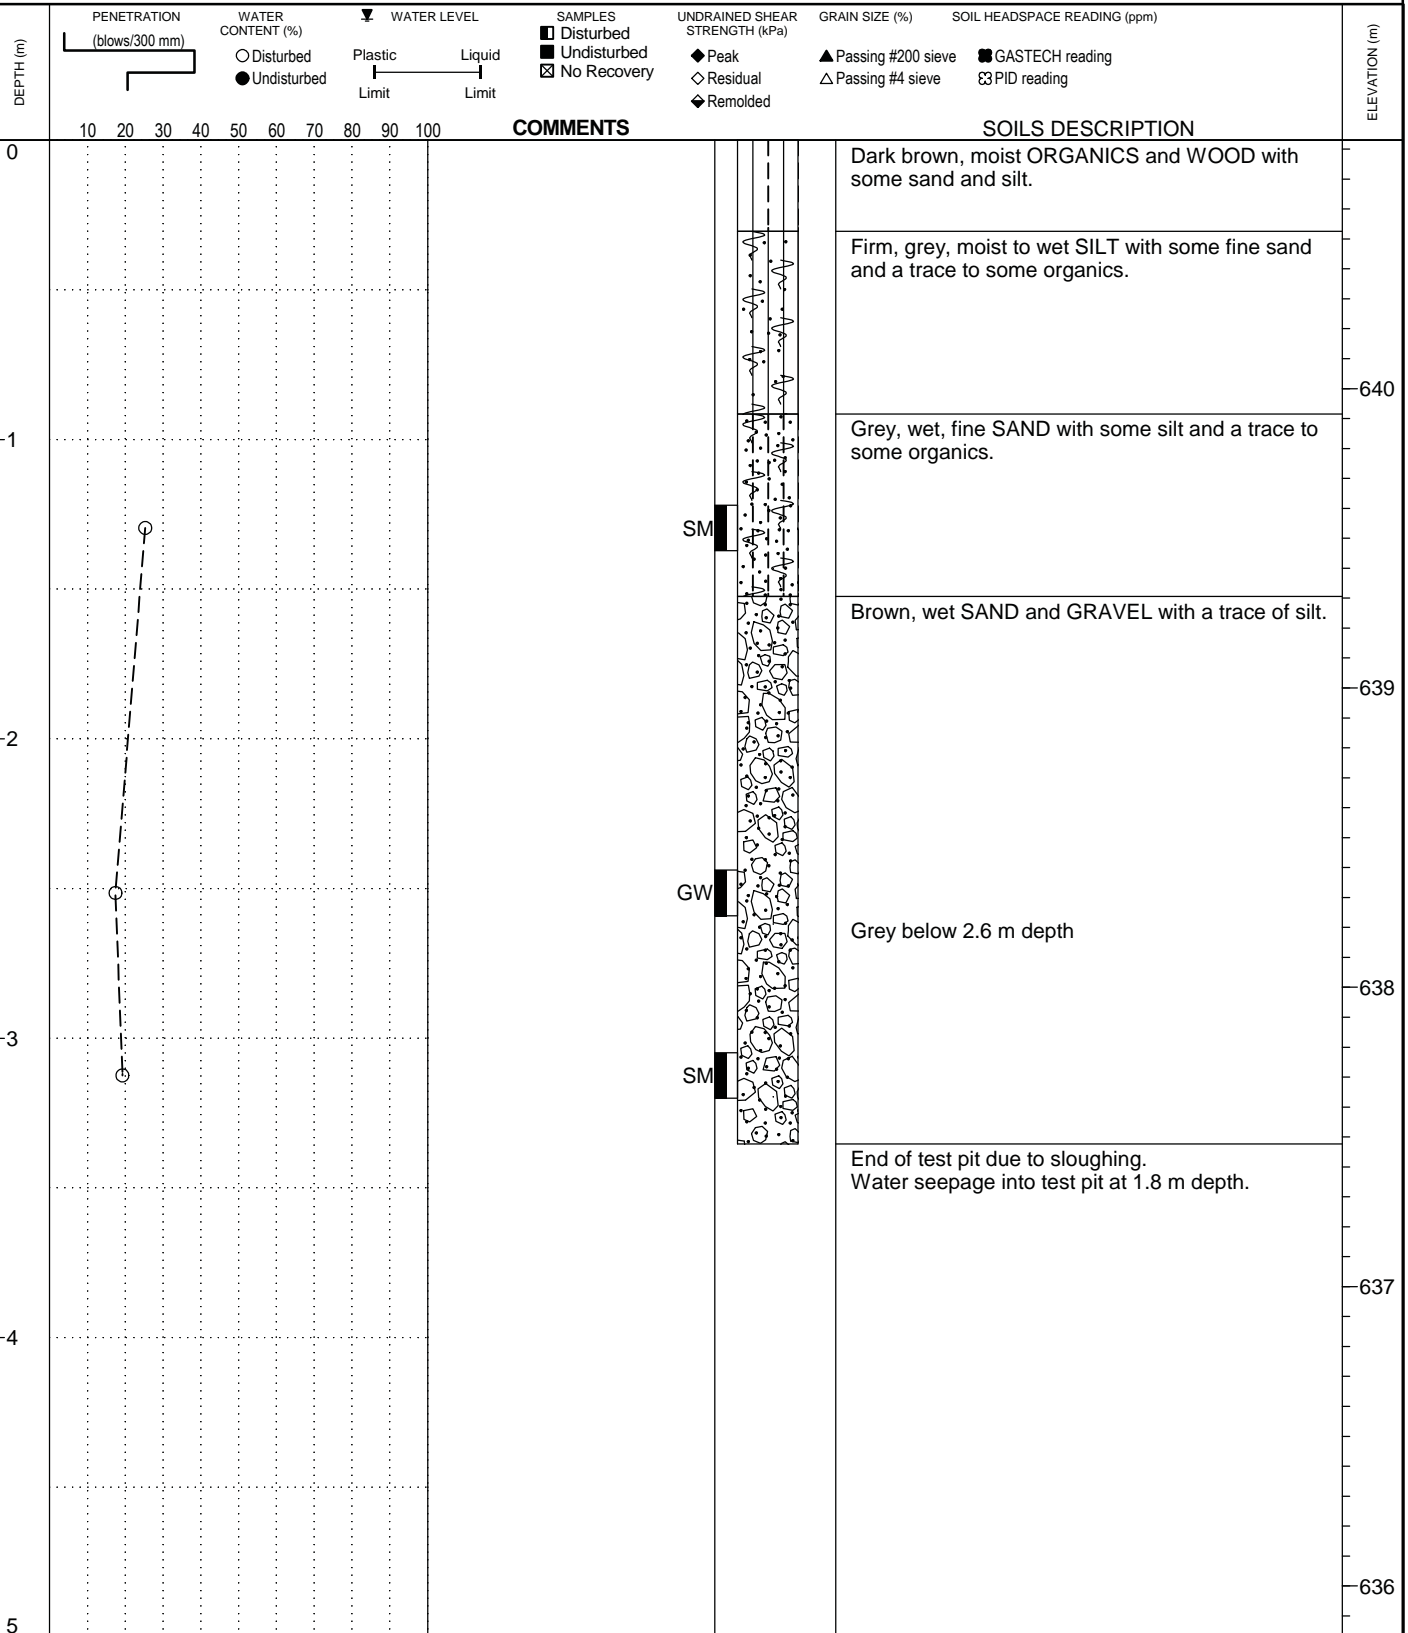 PENETRATION
(blows/300 mm)
WATER
CONTENT (%)
Disturbed
Undisturbed
WATER LEVEL
Plastic Liquid
Limit Limit
SAMPLES
Disturbed
Undisturbed
No Recovery
UNDRAINED SHEAR
STRENGTH (kPa)
Peak
Residual
Remolded
GRAIN SIZE (%)
Passing #200 sieve
Passing #4 sieve
SOIL HEADSPACE READING (ppm)
GASTECH reading
PID reading
DEPTH (m)
ELEVATION (m)
10 20 30 40 50 60 70 80 90 100
COMMENTS
SOILS DESCRIPTION
0
Dark brown, moist ORGANICS and WOOD with
some sand and silt.
Firm, grey, moist to wet SILT with some fine sand
and a trace to some organics.
640
Grey, wet, fine SAND with some silt and a trace to
some organics.
1
SM
Brown, wet SAND and GRAVEL with a trace of silt.
639
2
GW
Grey below 2.6 m depth
638
3
SM
End of test pit due to sloughing.
Water seepage into test pit at 1.8 m depth.
637
4
636
5